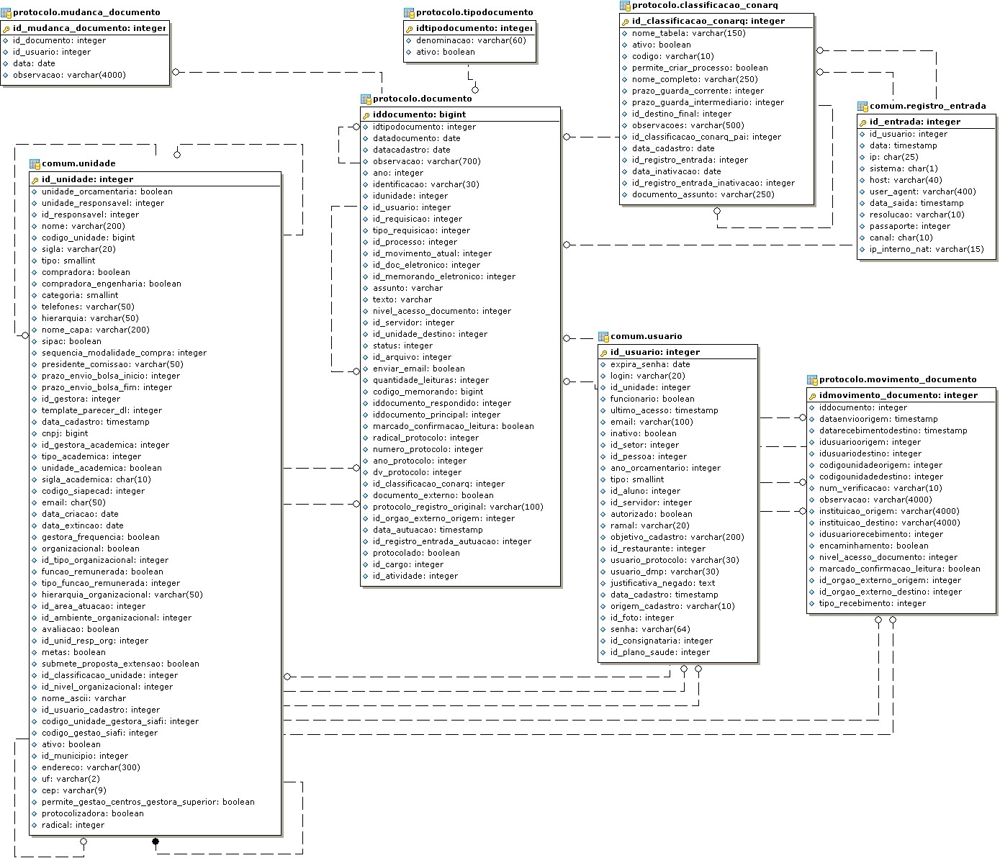 protocolo.mudanca_documento
id_mudanca_documento: integer
id_documento: integer
id_usuario: integer
data: date
observacao: varchar(4000)
protocolo.tipodocumento
idtipodocumento: integer
denominacao: varchar(60)
ativo: boolean
protocolo.classificacao_conarq
id_classificacao_conarq: integer
nome_tabela: varchar(150)
ativo: boolean
codigo: varchar(10)
permite_criar_processo: boolean
nome_completo: varchar(250)
prazo_guarda_corrente: integer
prazo_guarda_intermediario: integer
id_destino_final: integer
observacoes: varchar(500)
id_classificacao_conarq_pai: integer
data_cadastro: date
id_registro_entrada: integer
data_inativacao: date
id_registro_entrada_inativacao: integer
documento_assunto: varchar(250)
comum.registro_entrada
id_entrada: integer
id_usuario: integer
data: timestamp
ip: char(25)
sistema: char(1)
host: varchar(40)
user_agent: varchar(400)
data_saida: timestamp
resolucao: varchar(10)
passaporte: integer
canal: char(10)
ip_interno_nat: varchar(15)
protocolo.documento
iddocumento: bigint
idtipodocumento: integer
datadocumento: date
datacadastro: date
observacao: varchar(700)
ano: integer
identificacao: varchar(30)
idunidade: integer
id_usuario: integer
id_requisicao: integer
tipo_requisicao: integer
id_processo: integer
id_movimento_atual: integer
id_doc_eletronico: integer
id_memorando_eletronico: integer
assunto: varchar
texto: varchar
nivel_acesso_documento: integer
id_servidor: integer
id_unidade_destino: integer
status: integer
id_arquivo: integer
enviar_email: boolean
quantidade_leituras: integer
codigo_memorando: bigint
iddocumento_respondido: integer
iddocumento_principal: integer
marcado_confirmacao_leitura: boolean
radical_protocolo: integer
numero_protocolo: integer
ano_protocolo: integer
dv_protocolo: integer
id_classificacao_conarq: integer
documento_externo: boolean
protocolo_registro_original: varchar(100)
id_orgao_externo_origem: integer
data_autuacao: timestamp
id_registro_entrada_autuacao: integer
protocolado: boolean
id_cargo: integer
id_atividade: integer
comum.unidade
id_unidade: integer
unidade_orcamentaria: boolean
unidade_responsavel: integer
id_responsavel: integer
nome: varchar(200)
codigo_unidade: bigint
sigla: varchar(20)
tipo: smallint
compradora: boolean
compradora_engenharia: boolean
categoria: smallint
telefones: varchar(50)
hierarquia: varchar(50)
nome_capa: varchar(200)
sipac: boolean
sequencia_modalidade_compra: integer
presidente_comissao: varchar(50)
prazo_envio_bolsa_inicio: integer
prazo_envio_bolsa_fim: integer
id_gestora: integer
template_parecer_dl: integer
data_cadastro: timestamp
cnpj: bigint
id_gestora_academica: integer
tipo_academica: integer
unidade_academica: boolean
sigla_academica: char(10)
codigo_siapecad: integer
email: char(50)
data_criacao: date
data_extincao: date
gestora_frequencia: boolean
organizacional: boolean
id_tipo_organizacional: integer
funcao_remunerada: boolean
tipo_funcao_remunerada: integer
hierarquia_organizacional: varchar(50)
id_area_atuacao: integer
id_ambiente_organizacional: integer
avaliacao: boolean
id_unid_resp_org: integer
metas: boolean
submete_proposta_extensao: boolean
id_classificacao_unidade: integer
id_nivel_organizacional: integer
nome_ascii: varchar
id_usuario_cadastro: integer
codigo_unidade_gestora_siafi: integer
codigo_gestao_siafi: integer
ativo: boolean
id_municipio: integer
endereco: varchar(300)
uf: varchar(2)
cep: varchar(9)
permite_gestao_centros_gestora_superior: boolean
protocolizadora: boolean
radical: integer
comum.usuario
id_usuario: integer
expira_senha: date
login: varchar(20)
id_unidade: integer
funcionario: boolean
ultimo_acesso: timestamp
email: varchar(100)
inativo: boolean
id_setor: integer
id_pessoa: integer
ano_orcamentario: integer
tipo: smallint
id_aluno: integer
id_servidor: integer
autorizado: boolean
ramal: varchar(20)
objetivo_cadastro: varchar(200)
id_restaurante: integer
usuario_protocolo: varchar(30)
usuario_dmp: varchar(30)
justificativa_negado: text
data_cadastro: timestamp
origem_cadastro: varchar(10)
id_foto: integer
senha: varchar(64)
id_consignataria: integer
id_plano_saude: integer
protocolo.movimento_documento
idmovimento_documento: integer
iddocumento: integer
dataenvioorigem: timestamp
datarecebimentodestino: timestamp
idusuarioorigem: integer
idusuariodestino: integer
codigounidadeorigem: integer
codigounidadedestino: integer
num_verificacao: varchar(10)
observacao: varchar(4000)
instituicao_origem: varchar(4000)
instituicao_destino: varchar(4000)
idusuariorecebimento: integer
encaminhamento: boolean
nivel_acesso_documento: integer
marcado_confirmacao_leitura: boolean
id_orgao_externo_origem: integer
id_orgao_externo_destino: integer
tipo_recebimento: integer